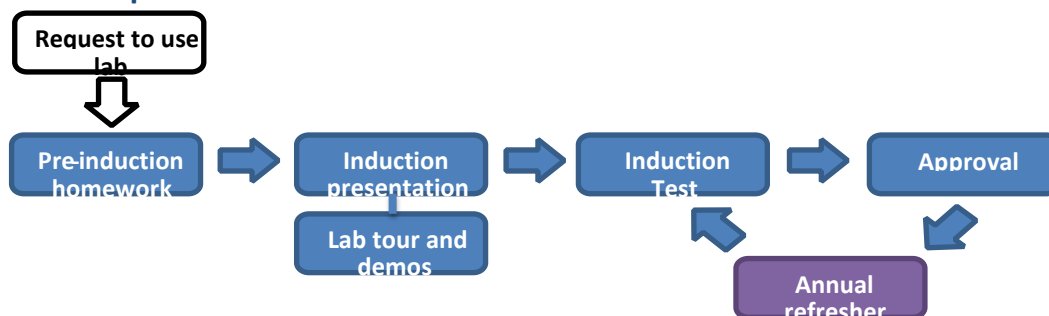 Request to use
lab
Pre-induction
homework
Induction
presentation
Induction
Test
Approval
Lab tour and
demos
Annual
refresher